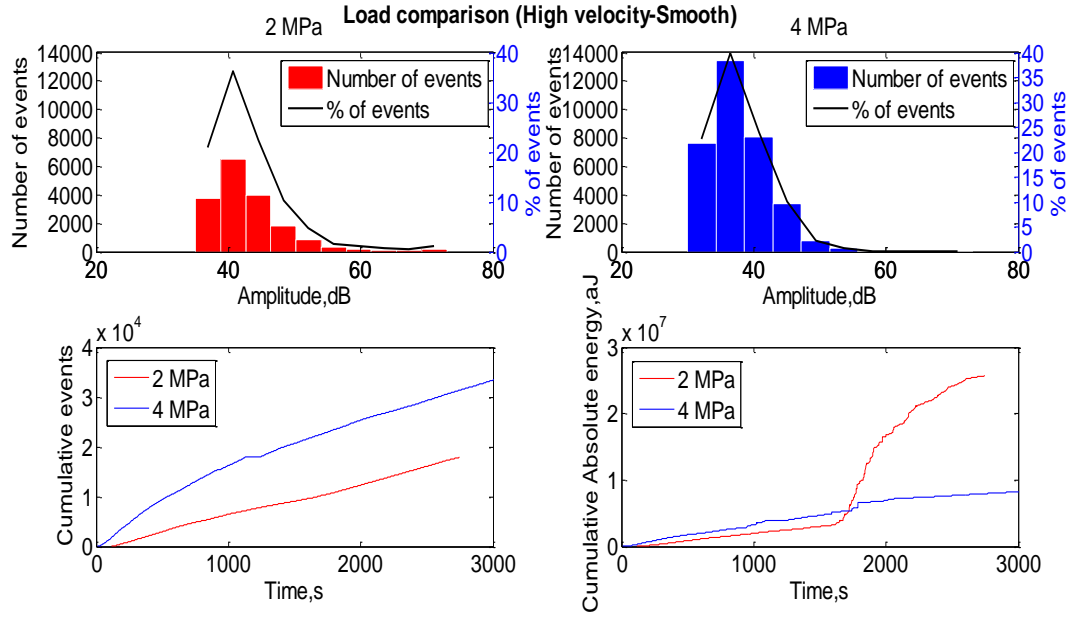 Load comparison (High velocity-Smooth)
2 MPa
14000
12000
10000
8000
6000
4000
2000
0
Number of events
40
30
20
10
0
% of events
Number of events
% of events
20
40
60
80
Amplitude,dB
4 MPa
14000
12000
10000
8000
6000
4000
2000
0
Number of events
40
35
30
25
23
20
15
10
5
0
% of events
Number of events
% of events
20
40
60
80
Amplitude,dB
x 10^4
4
3
2
1
0
Cumulative events
2 MPa
4 MPa
0
1000
2000
3000
Time,s
x 10^7
3
2
1
0
Cumulative Absolute energy,aJ
2 MPa
4 MPa
0
1000
2000
3000
Time,s